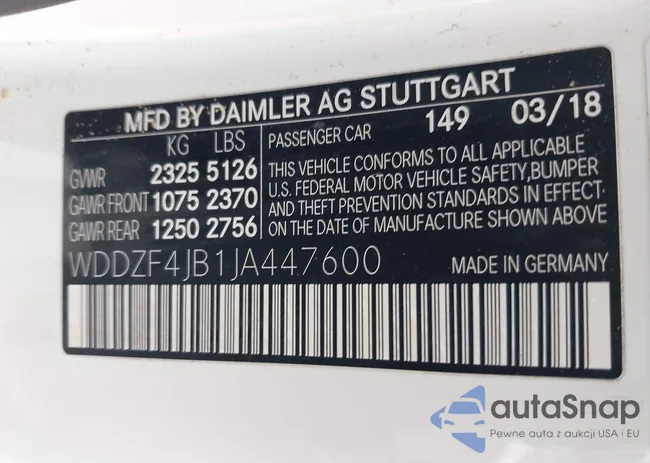 MFD BY DAIMLER AG STUTTGART
KG LBS
GVWR 2325 5126
GAWR FRONT 1075 2370
GAWR REAR 1250 2756
PASSENGER CAR 149 03/18
THIS VEHICLE CONFORMS TO ALL APPLICABLE
U.S. FEDERAL MOTOR VEHICLE SAFETY,BUMPER
AND THEFT PREVENTION STANDARDS IN EFFECT
ON THE DATE OF MANUFACTURE SHOWN ABOVE
WDDZF4JB1JA447600 MADE IN GERMANY
autaSnap
Pewne auta z aukcji USA i EU